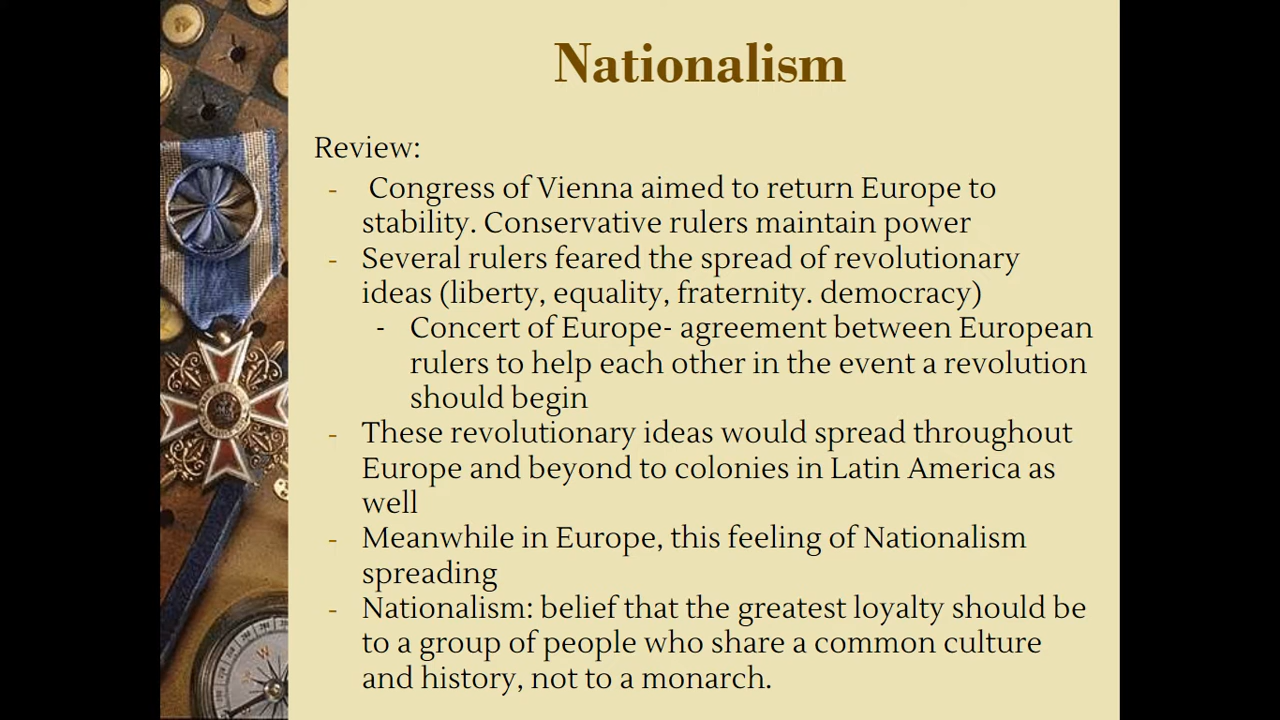 Nationalism
Review:
- Congress of Vienna aimed to return Europe to
stability. Conservative rulers maintain power
- Several rulers feared the spread of revolutionary
ideas (liberty, equality, fraternity. democracy)
- Concert of Europe- agreement between European
rulers to help each other in the event a revolution
should begin
- These revolutionary ideas would spread throughout
Europe and beyond to colonies in Latin America as
well
- Meanwhile in Europe, this feeling of Nationalism
spreading
- Nationalism: belief that the greatest loyalty should be
to a group of people who share a common culture
and history, not to a monarch.